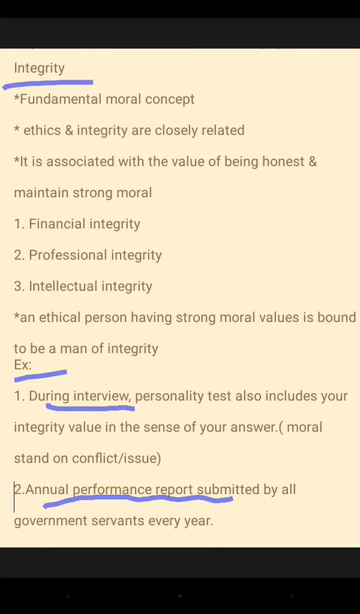 Integrity
*Fundamental moral concept
* ethics & integrity are closely related
*It is associated with the value of being honest &
maintain strong moral
1. Financial integrity
2. Professional integrity
3. Intellectual integrity
*an ethical person having strong moral values is bound
to be a man of integrity
Ex:
1. During interview, personality test also includes your
integrity value in the sense of your answer.( moral
stand on conflict/issue)
2.Annual performance report submitted by all
government servants every year.